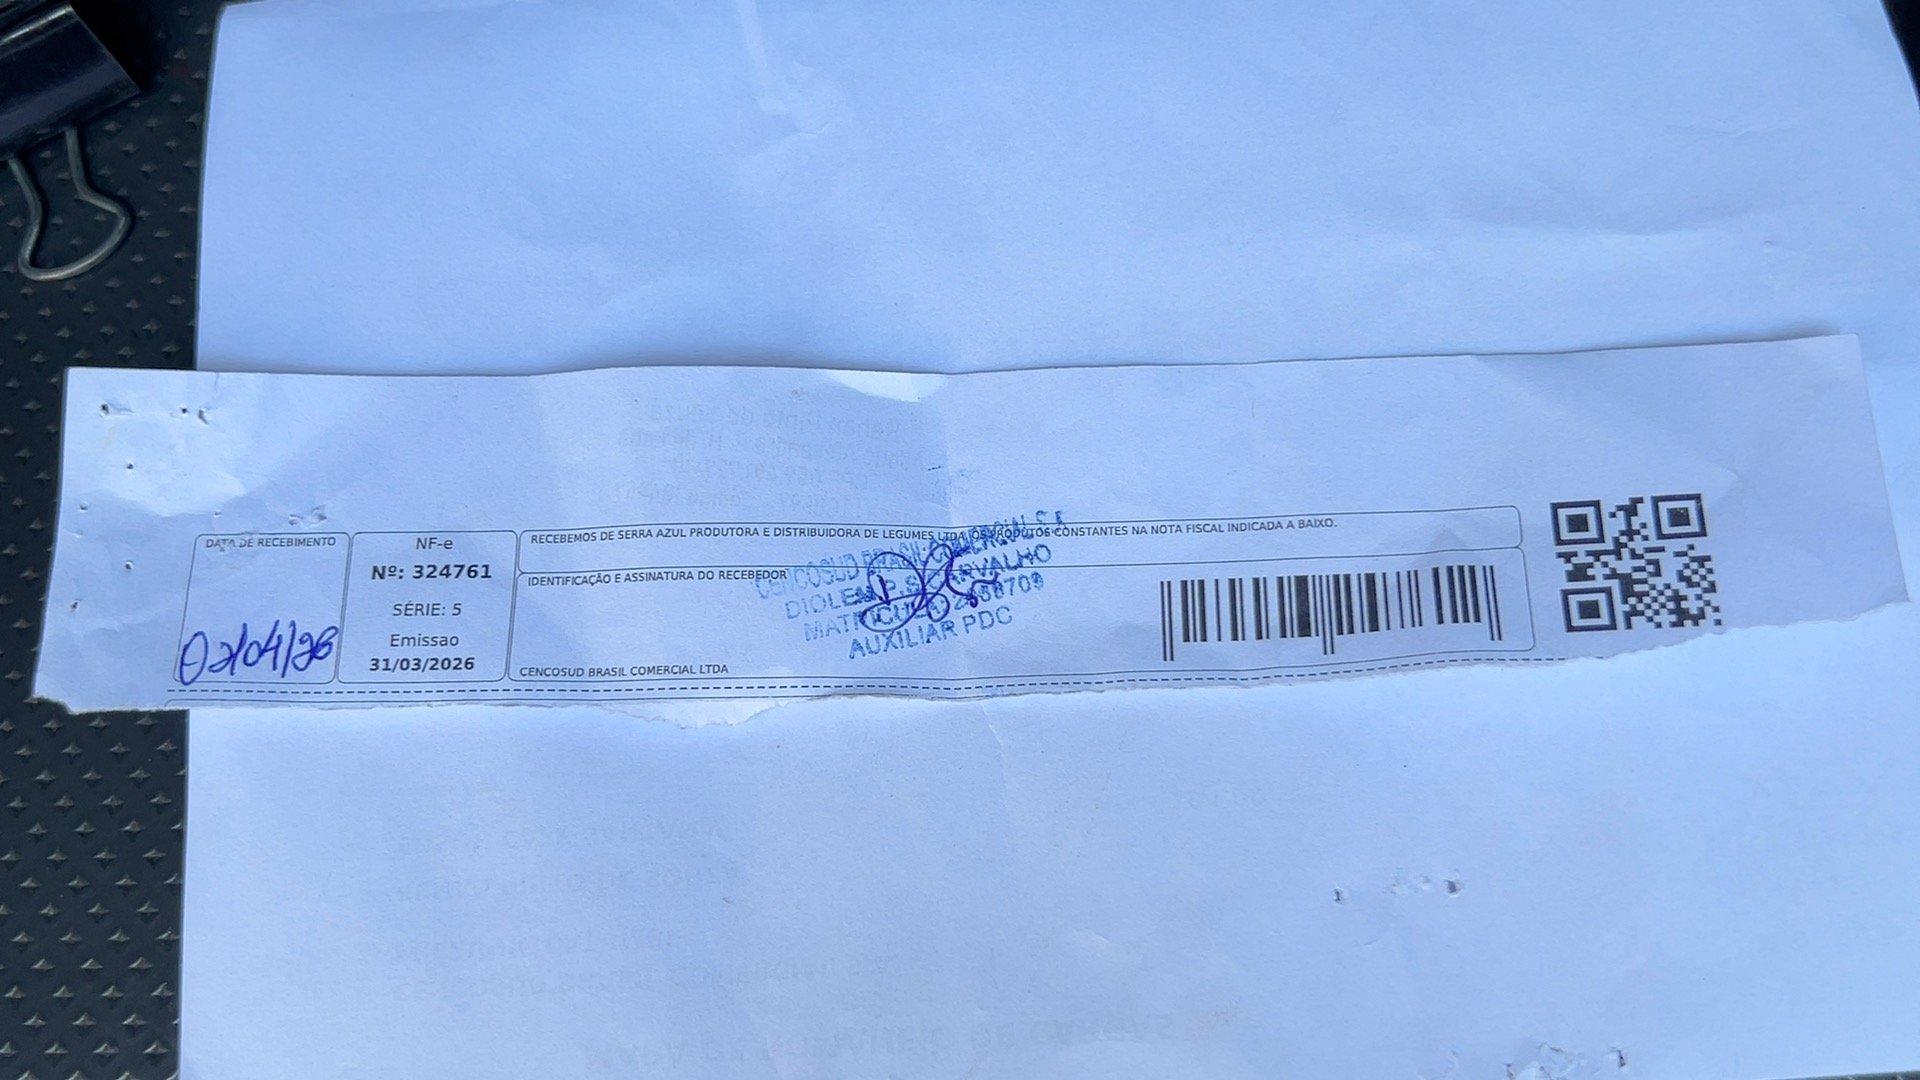 DATA DE RECEBIMENTO
02/04/26
NF-e
Nº: 324761
SÉRIE: 5
Emissao
31/03/2026
RECEBEMOS DE SERRA AZUL PRODUTORA E DISTRIBUIDORA DE LEGUMES LTDA, OS PRODUTOS CONSTANTES NA NOTA FISCAL INDICADA A BAIXO.
IDENTIFICAÇÃO E ASSINATURA DO RECEBEDOR
CENCOSUD BRASIL COMERCIAL S.A
P.S. CARVALHO
AUXILIAR PDC
CENCOSUD BRASIL COMERCIAL LTDA